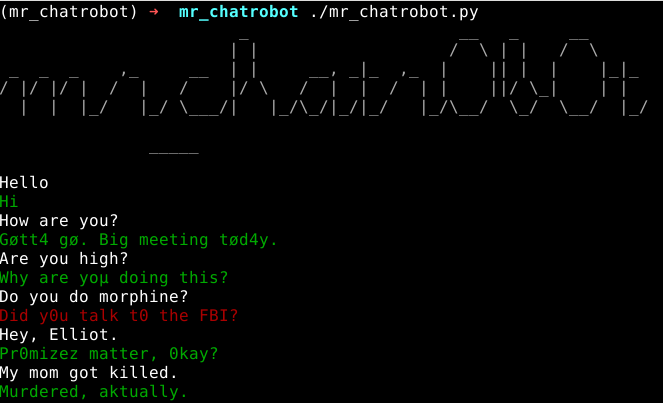 (mr_chatrobot) → mr_chatrobot ./mr_chatrobot.py
mrchatr0b0t
Hello
Hi
How are you?
Gøtt4 gø. Big meeting tød4y.
Are you high?
Why are yoµ doing this?
Do you do morphine?
Did y0u talk t0 the FBI?
Hey, Elliot.
Pr0mizez matter, 0kay?
My mom got killed.
Murdered, aktually.